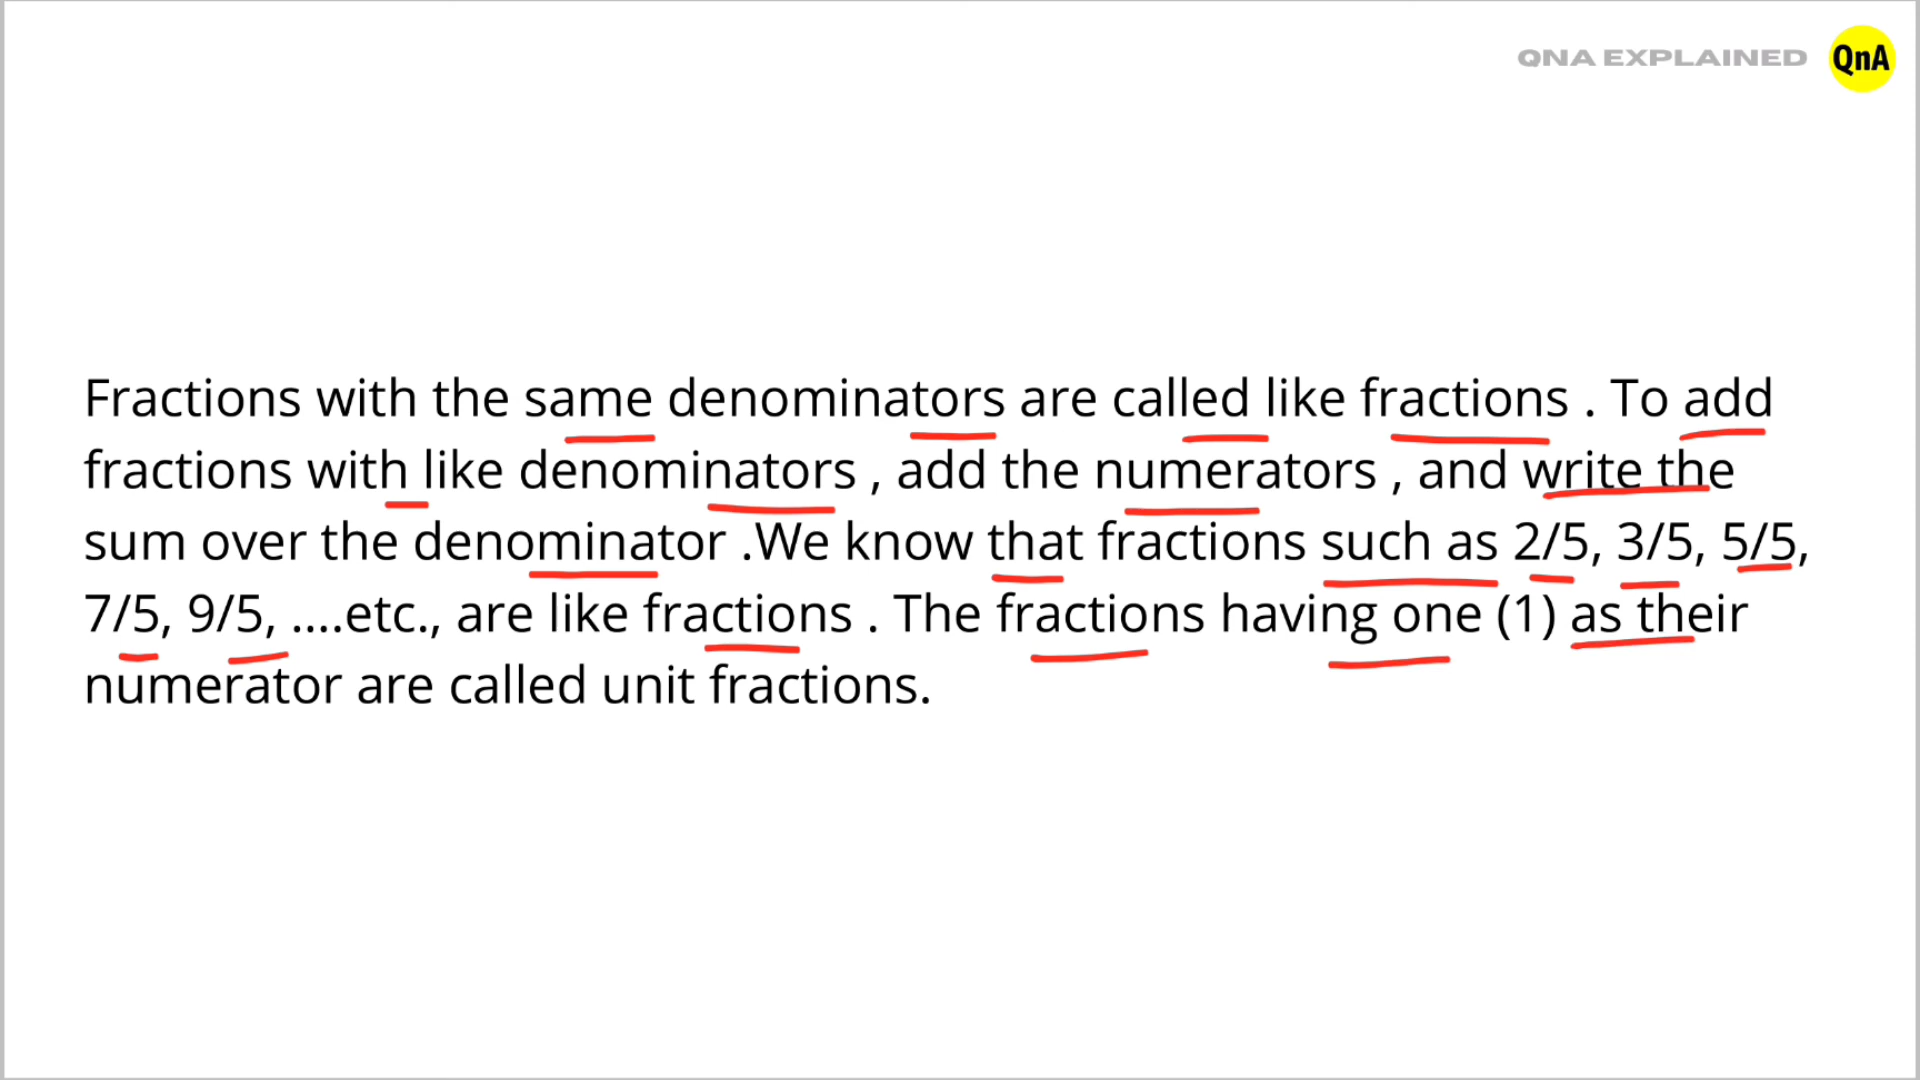 QNA EXPLAINED
QnA
Fractions with the same denominators are called like fractions . To add
fractions with like denominators , add the numerators , and write the
sum over the denominator .We know that fractions such as 2/5, 3/5, 5/5,
7/5, 9/5, ....etc., are like fractions . The fractions having one (1) as their
numerator are called unit fractions.